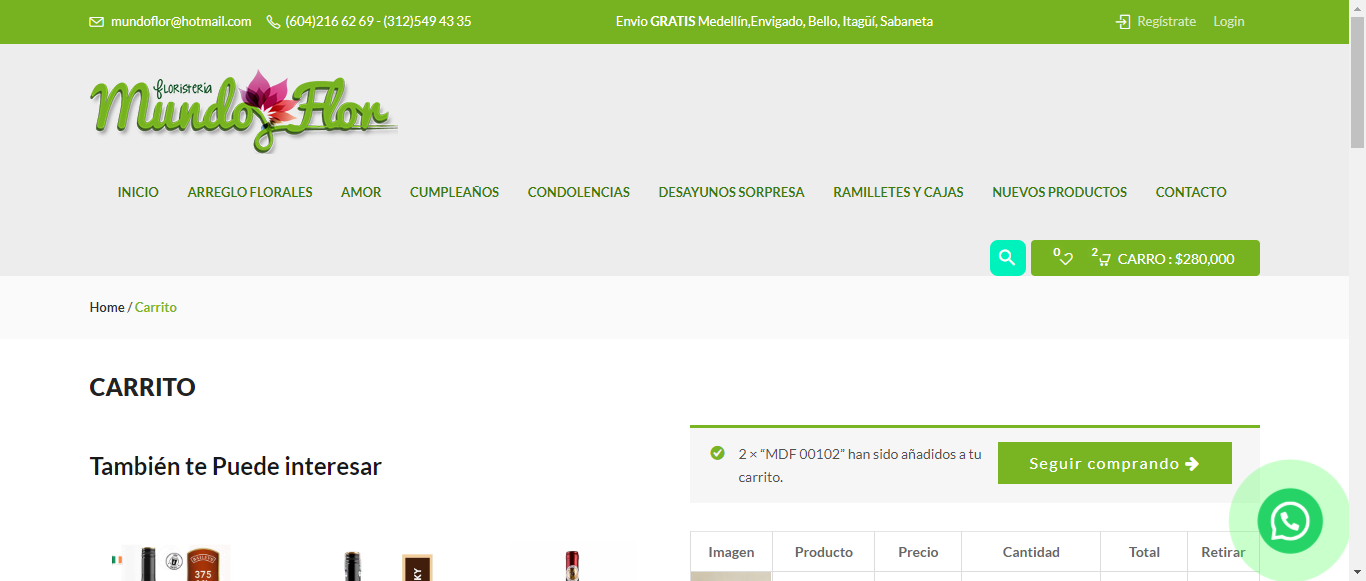 mundoflor@hotmail.com (604)216 62 69 - (312)549 43 35 Envio GRATIS Medellín,Envigado, Bello, Itagüí, Sabaneta Regístrate Login
floristería
Mundo Flor
INICIO ARREGLO FLORALES AMOR CUMPLEAÑOS CONDOLENCIAS DESAYUNOS SORPRESA RAMILLETES Y CAJAS NUEVOS PRODUCTOS CONTACTO
0 2 CARRO : $280,000
Home / Carrito
CARRITO
También te Puede interesar
2 × “MDF 00102” han sido añadidos a tu
carrito.
Seguir comprando
BAILEYS
375
Imagen Producto Precio Cantidad Total Retirar